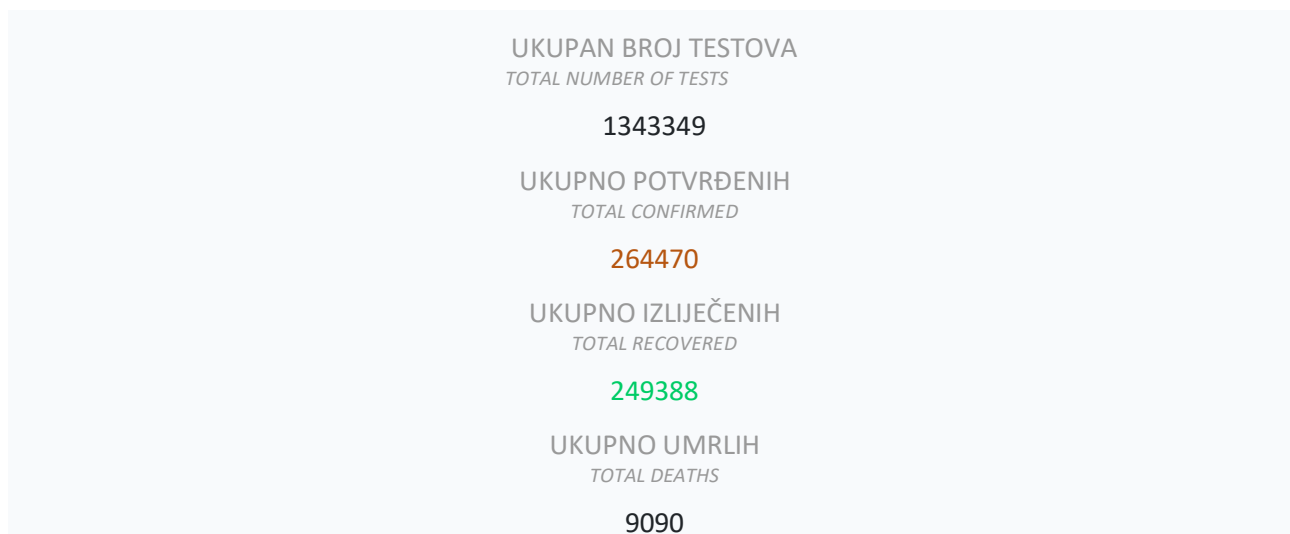 UKUPAN BROJ TESTOVA
TOTAL NUMBER OF TESTS
1343349
UKUPNO POTVRĐENIH
TOTAL CONFIRMED
264470
UKUPNO IZLIJEČENIH
TOTAL RECOVERED
249388
UKUPNO UMRLIH
TOTAL DEATHS
9090